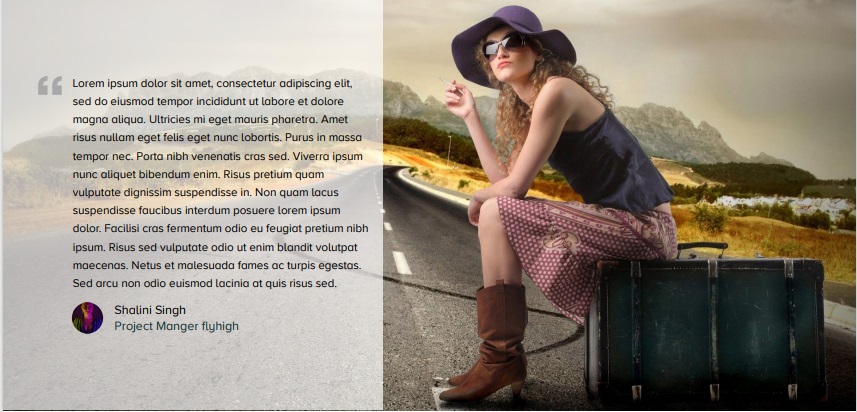 “
Lorem ipsum dolor sit amet, consectetur adipiscing elit,
sed do eiusmod tempor incididunt ut labore et dolore
magna aliqua. Ultricies mi eget mauris pharetra. Amet
risus nullam eget felis eget nunc lobortis. Purus in massa
tempor nec. Porta nibh venenatis cras sed. Viverra ipsum
nunc aliquet bibendum enim. Risus pretium quam
vulputate dignissim suspendisse in. Non quam lacus
suspendisse faucibus interdum posuere lorem ipsum
dolor. Facilisi cras fermentum odio eu feugiat pretium nibh
ipsum. Risus sed vulputate odio ut enim blandit volutpat
maecenas. Netus et malesuada fames ac turpis egestas.
Sed arcu non odio euismod lacinia at quis risus sed.
Shalini Singh
Project Manger flyhigh